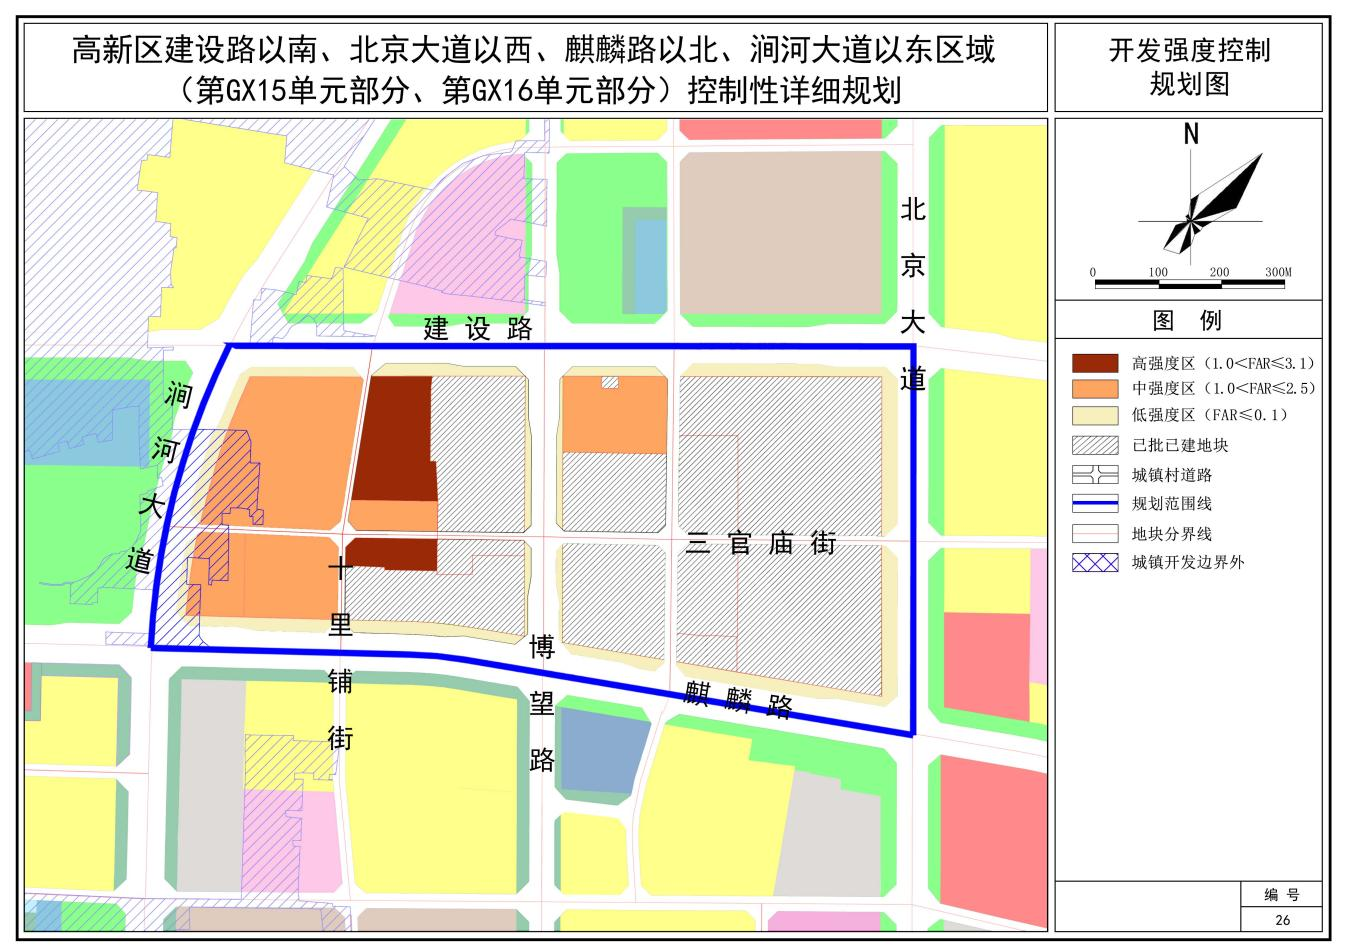 高新区建设路以南、北京大道以西、麒麟路以北、涧河大道以东区域
（第GX15单元部分、第GX16单元部分）控制性详细规划
开发强度控制
规划图
N
0 100 200 300M
图 例
高强度区（1.0＜FAR≤3.1）
中强度区（1.0＜FAR≤2.5）
低强度区（FAR≤0.1）
已批已建地块
城镇村道路
规划范围线
地块分界线
城镇开发边界外
编 号
26
建设路
北京大道
涧河大道
三官庙街
十里铺街
博望路
麒麟路